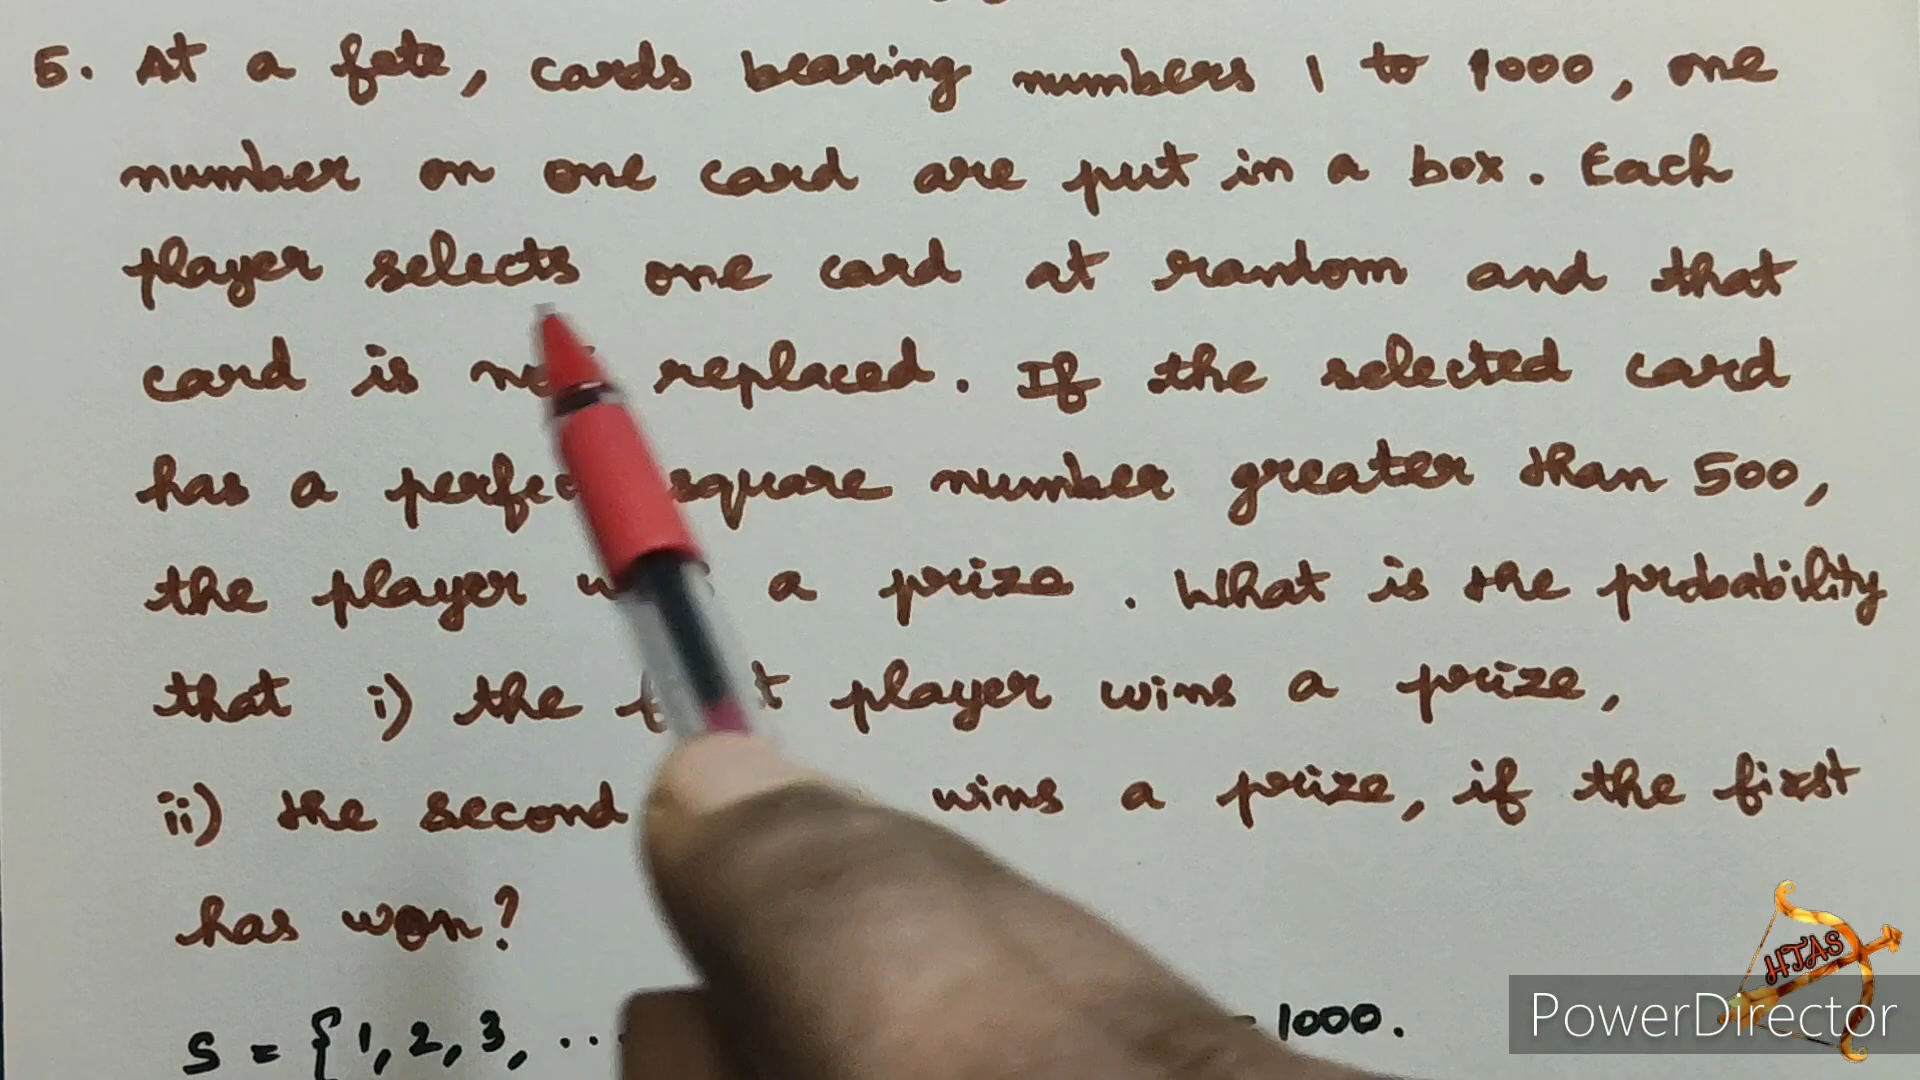 5. At a fete, cards bearing numbers 1 to 1000, one
number on one card are put in a box. Each
player selects one card at random and that
card is replaced. If the selected card
has a square number greater than 500,
the player a prize. What is the probability
that i) the player wins a prize,
ii) the second wins a prize, if the first
has won?
S = {1, 2, 3, ... 1000.
HTAS
PowerDirector